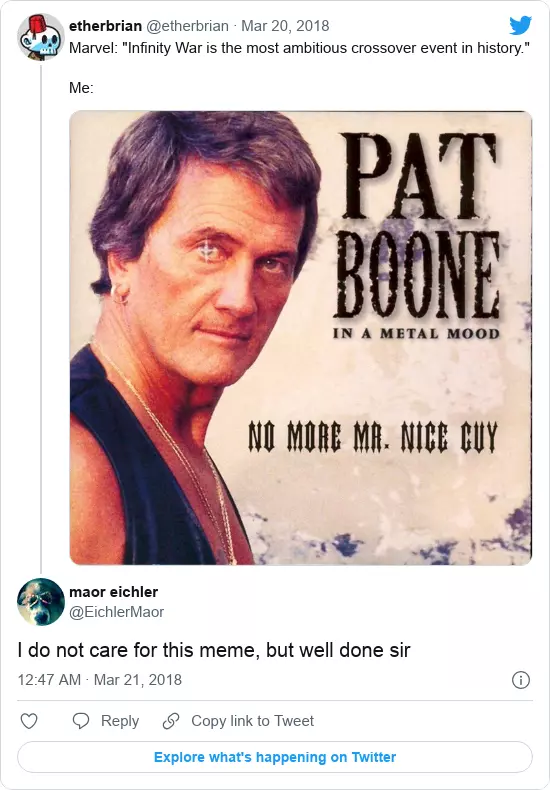 etherbrian @etherbrian · Mar 20, 2018
Marvel: "Infinity War is the most ambitious crossover event in history."
Me:
PAT
BOONE
IN A METAL MOOD
NO MORE MR. NICE GUY
maor eichler
@EichlerMaor
I do not care for this meme, but well done sir
12:47 AM · Mar 21, 2018
Reply
Copy link to Tweet
Explore what's happening on Twitter